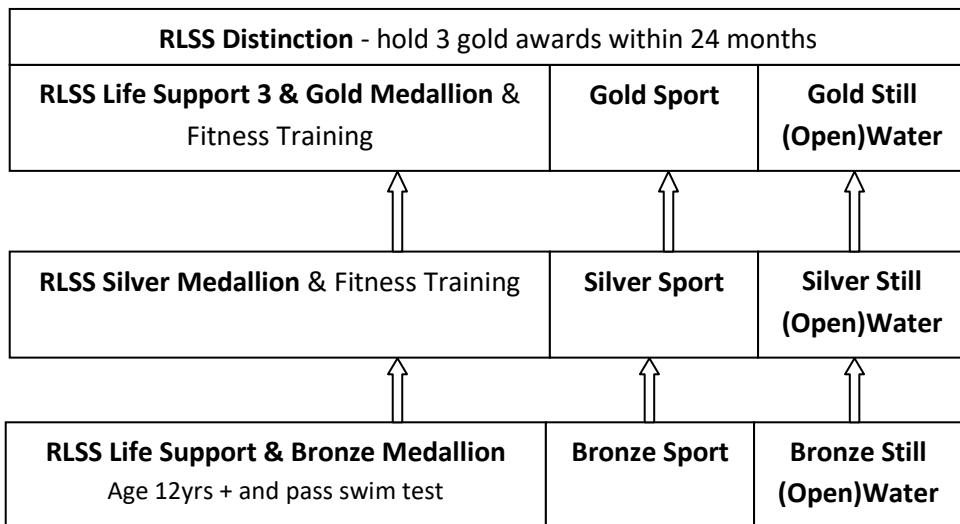 RLSS Distinction - hold 3 gold awards within 24 months
RLSS Life Support 3 & Gold Medallion &
Fitness Training
Gold Sport
Gold Still
(Open)Water
RLSS Silver Medallion & Fitness Training
Silver Sport
Silver Still
(Open)Water
RLSS Life Support & Bronze Medallion
Age 12yrs + and pass swim test
Bronze Sport
Bronze Still
(Open)Water